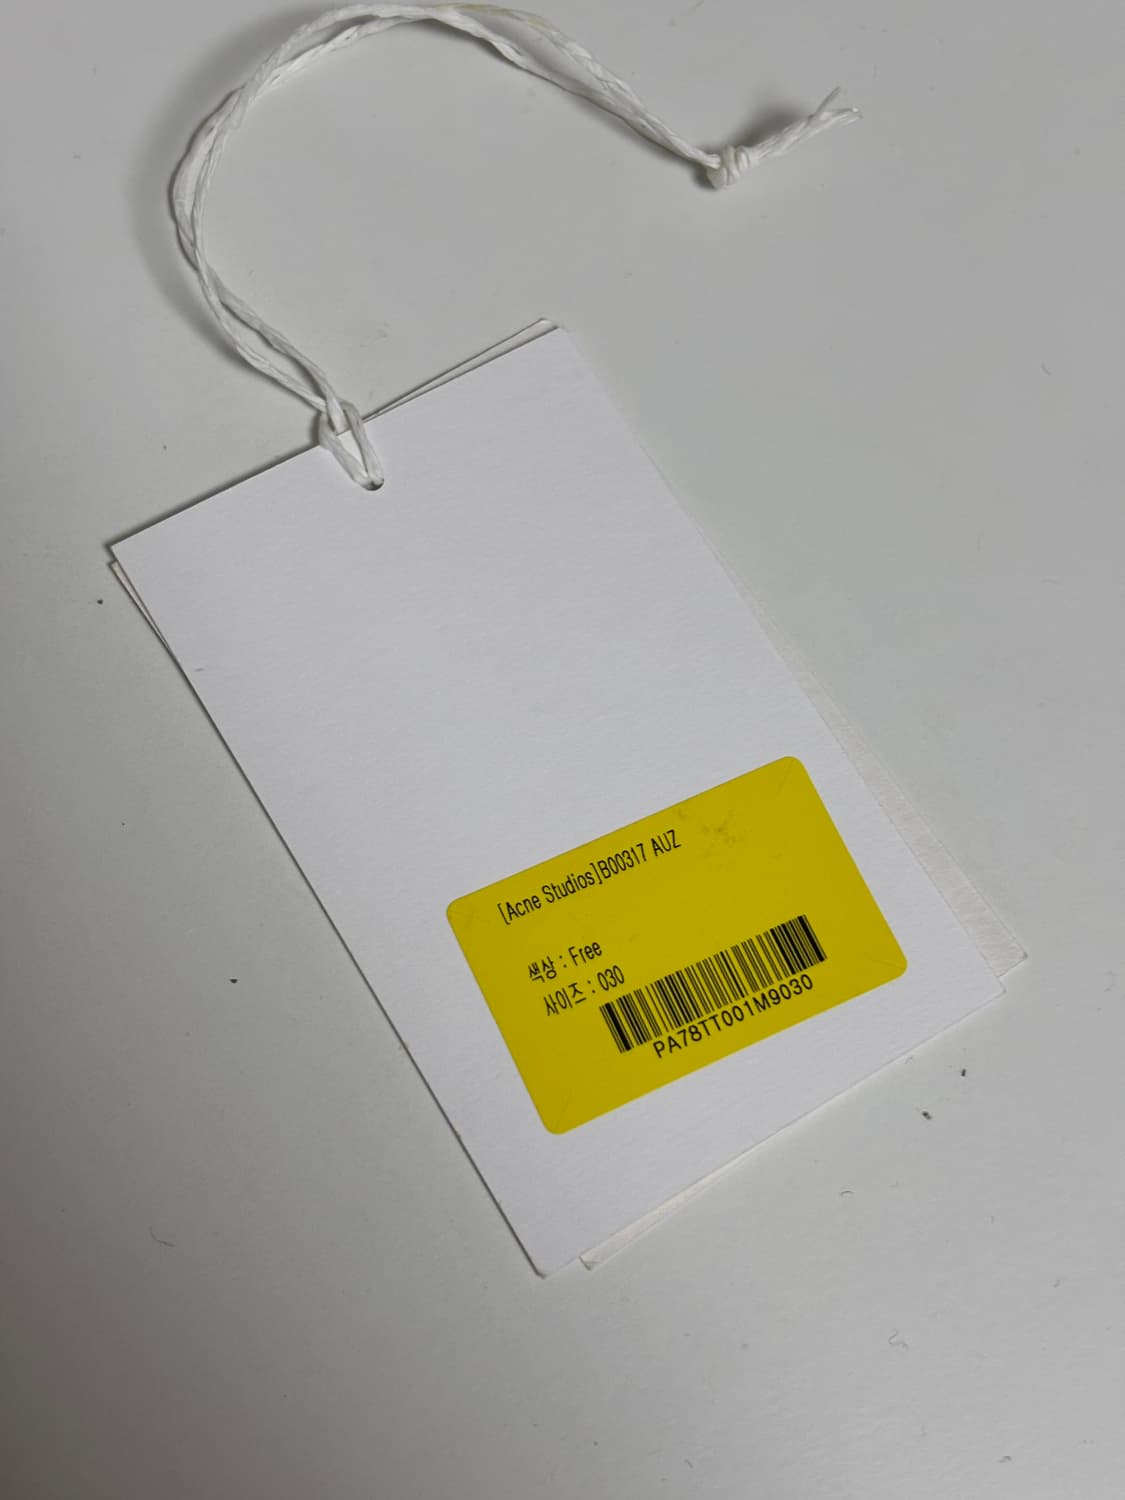 [Acne Studios]B00317 AUZ
색상 : Free
사이즈 : 030
PA78TT001M9030